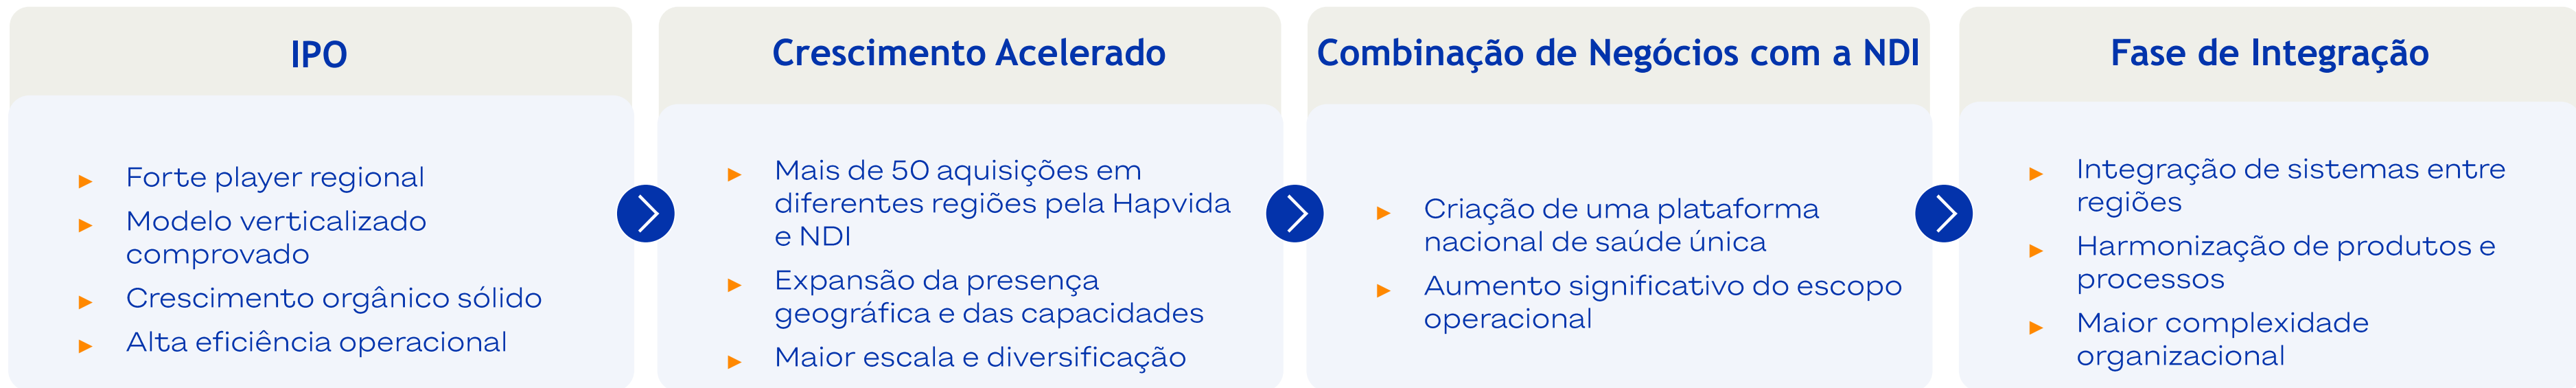 IPO
Forte player regional
Modelo verticalizado
comprovado
Crescimento orgânico sólido
Alta eficiência operacional
Crescimento Acelerado
Mais de 50 aquisições em
diferentes regiões pela Hapvida
e NDI
Expansão da presença
geográfica e das capacidades
Maior escala e diversificação
Combinação de Negócios com a NDI
Criação de uma plataforma
nacional de saúde única
Aumento significativo do escopo
operacional
Fase de Integração
Integração de sistemas entre
regiões
Harmonização de produtos e
processos
Maior complexidade
organizacional